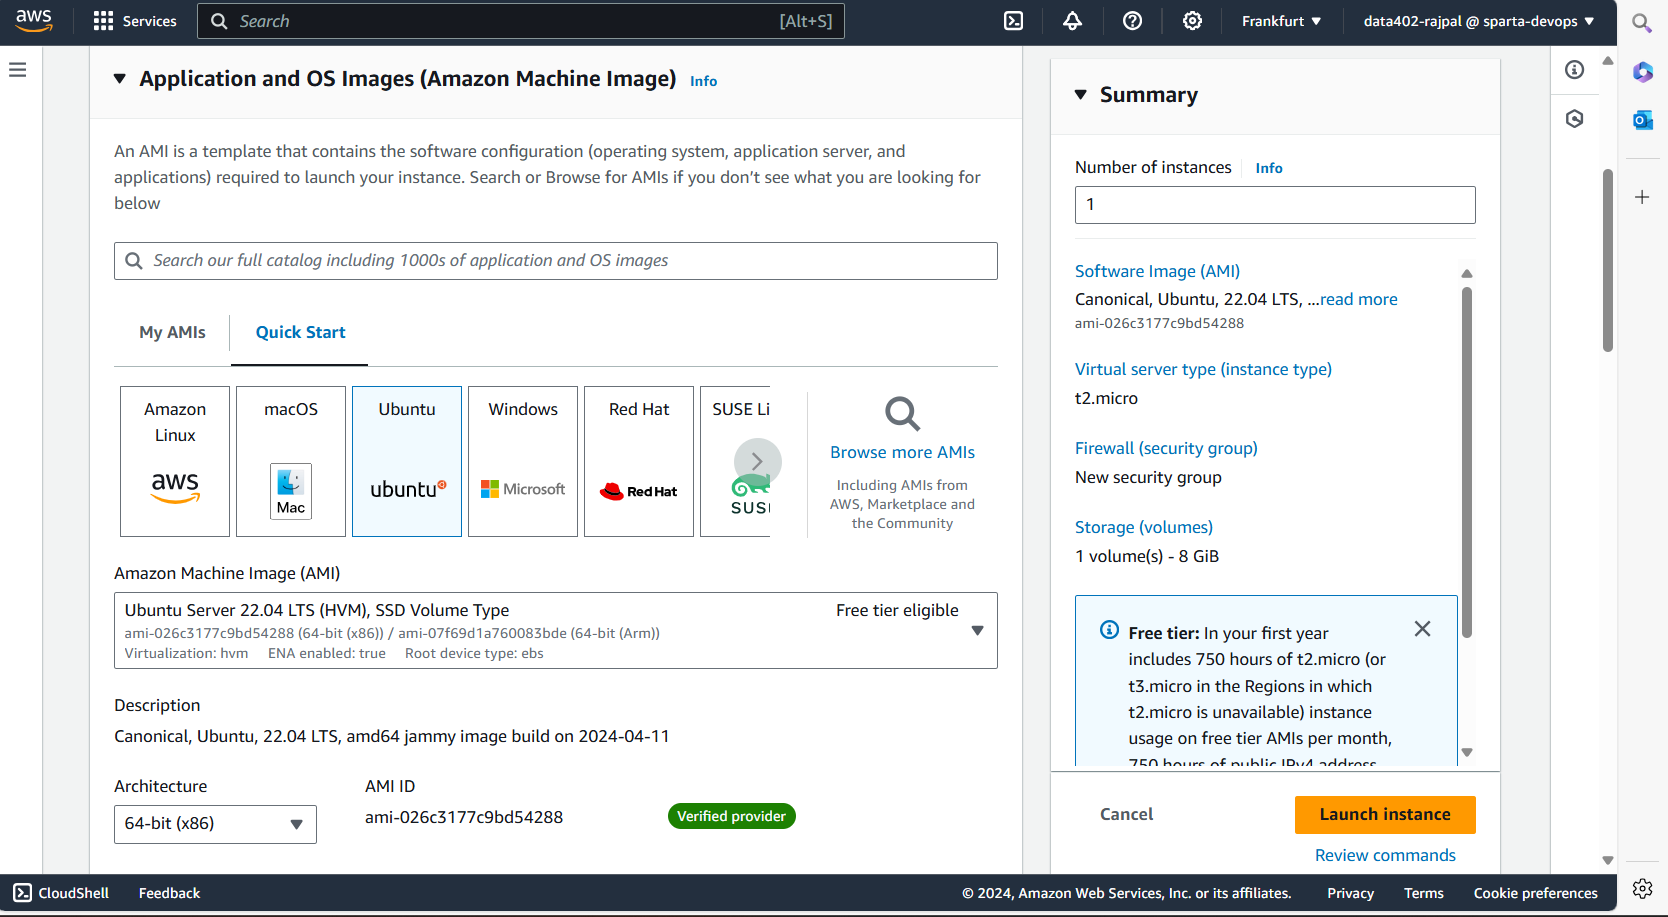 aws
Services
Search
[Alt+S]
Frankfurt
data402-rajpal @ sparta-devops
Application and OS Images (Amazon Machine Image) Info
An AMI is a template that contains the software configuration (operating system, application server, and
applications) required to launch your instance. Search or Browse for AMIs if you don’t see what you are looking for
below
Search our full catalog including 1000s of application and OS images
My AMIs
Quick Start
Amazon
Linux
aws
macOS
Mac
Ubuntu
ubuntu
Windows
Microsoft
Red Hat
Red Hat
SUSE Li
SUS
Browse more AMIs
Including AMIs from
AWS, Marketplace and
the Community
Amazon Machine Image (AMI)
Ubuntu Server 22.04 LTS (HVM), SSD Volume Type
Free tier eligible
ami-026c3177c9bd54288 (64-bit (x86)) / ami-07f69d1a760083bde (64-bit (Arm))
Virtualization: hvm ENA enabled: true Root device type: ebs
Description
Canonical, Ubuntu, 22.04 LTS, amd64 jammy image build on 2024-04-11
Architecture
64-bit (x86)
AMI ID
ami-026c3177c9bd54288
Verified provider
Summary
Number of instances Info
1
Software Image (AMI)
Canonical, Ubuntu, 22.04 LTS, ...read more
ami-026c3177c9bd54288
Virtual server type (instance type)
t2.micro
Firewall (security group)
New security group
Storage (volumes)
1 volume(s) - 8 GiB
Free tier: In your first year
includes 750 hours of t2.micro (or
t3.micro in the Regions in which
t2.micro is unavailable) instance
usage on free tier AMIs per month,
750 hours of public IPv4 address
Cancel
Launch instance
Review commands
CloudShell
Feedback
© 2024, Amazon Web Services, Inc. or its affiliates.
Privacy
Terms
Cookie preferences